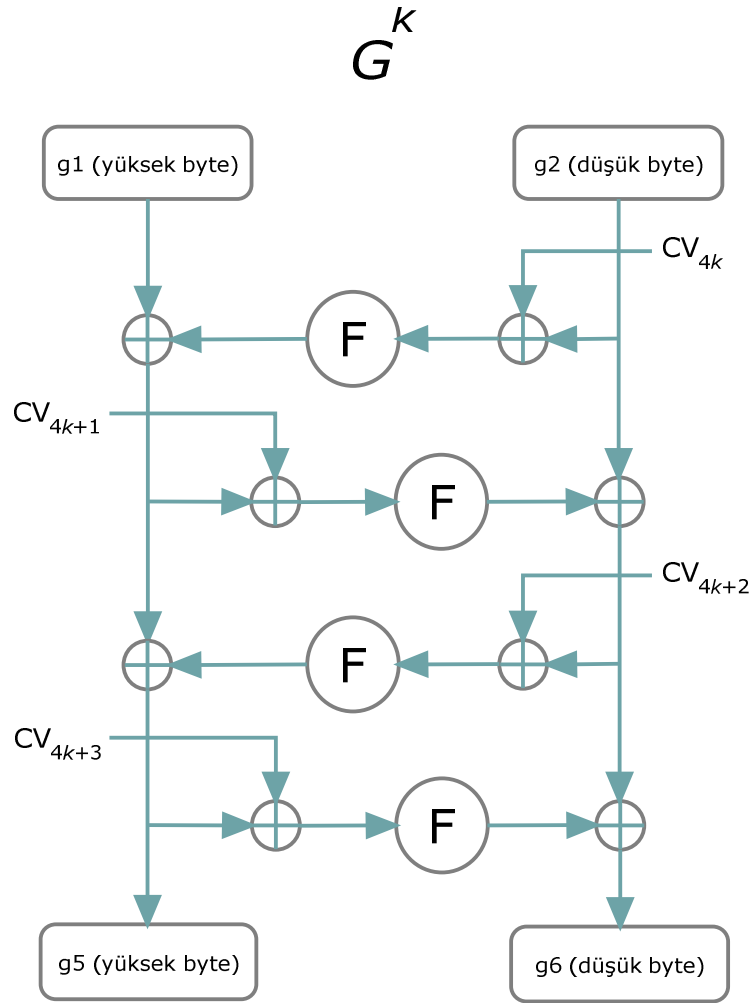 G^k
g1 (yüksek byte)
g2 (düşük byte)
CV4k
F
CV4k+1
F
CV4k+2
F
CV4k+3
F
g5 (yüksek byte)
g6 (düşük byte)